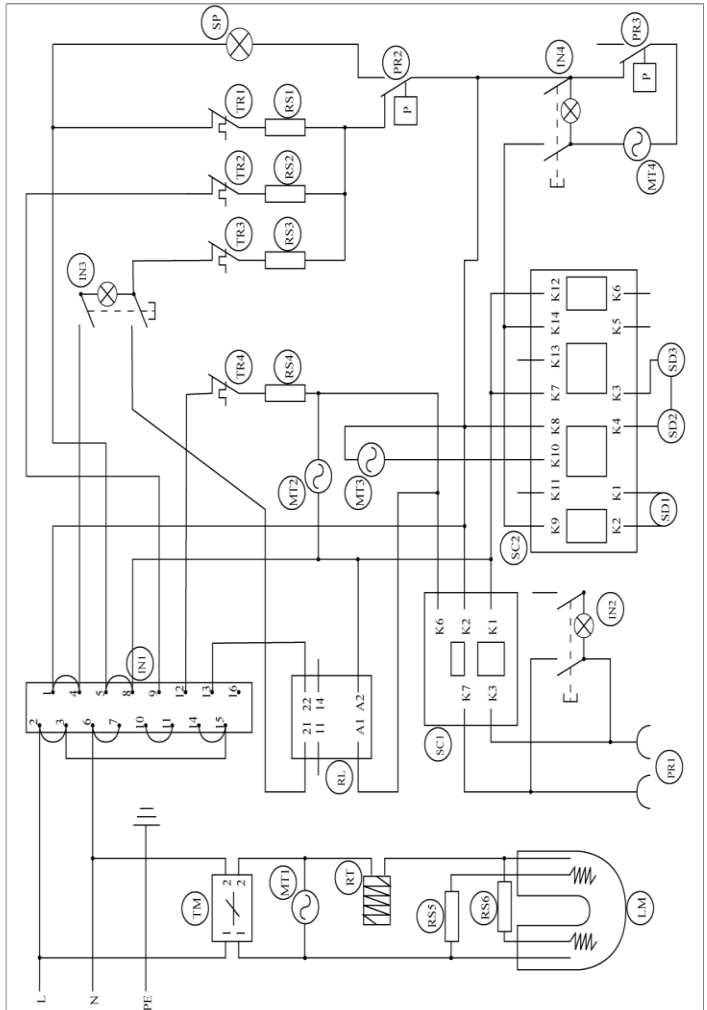 SP
PR2
P
IN4
PR3
P
MT4
TR1
RS1
TR2
RS2
TR3
RS3
IN3
TR4
RS4
MT2
MT3
K12
K14
K13
K7
K8
K10
K11
K9
K6
K5
K3
K4
K1
K2
SD3
SD2
SD1
SC2
IN1
1
4
5
8
9
12
13
16
2
3
6
7
10
11
14
15
22
14
A2
21
11
A1
RL
K6
K2
K1
K7
K3
SC1
IN2
PR1
TM
2
2
1
1
MT1
RT
RS5
RS6
LM
L
N
PE